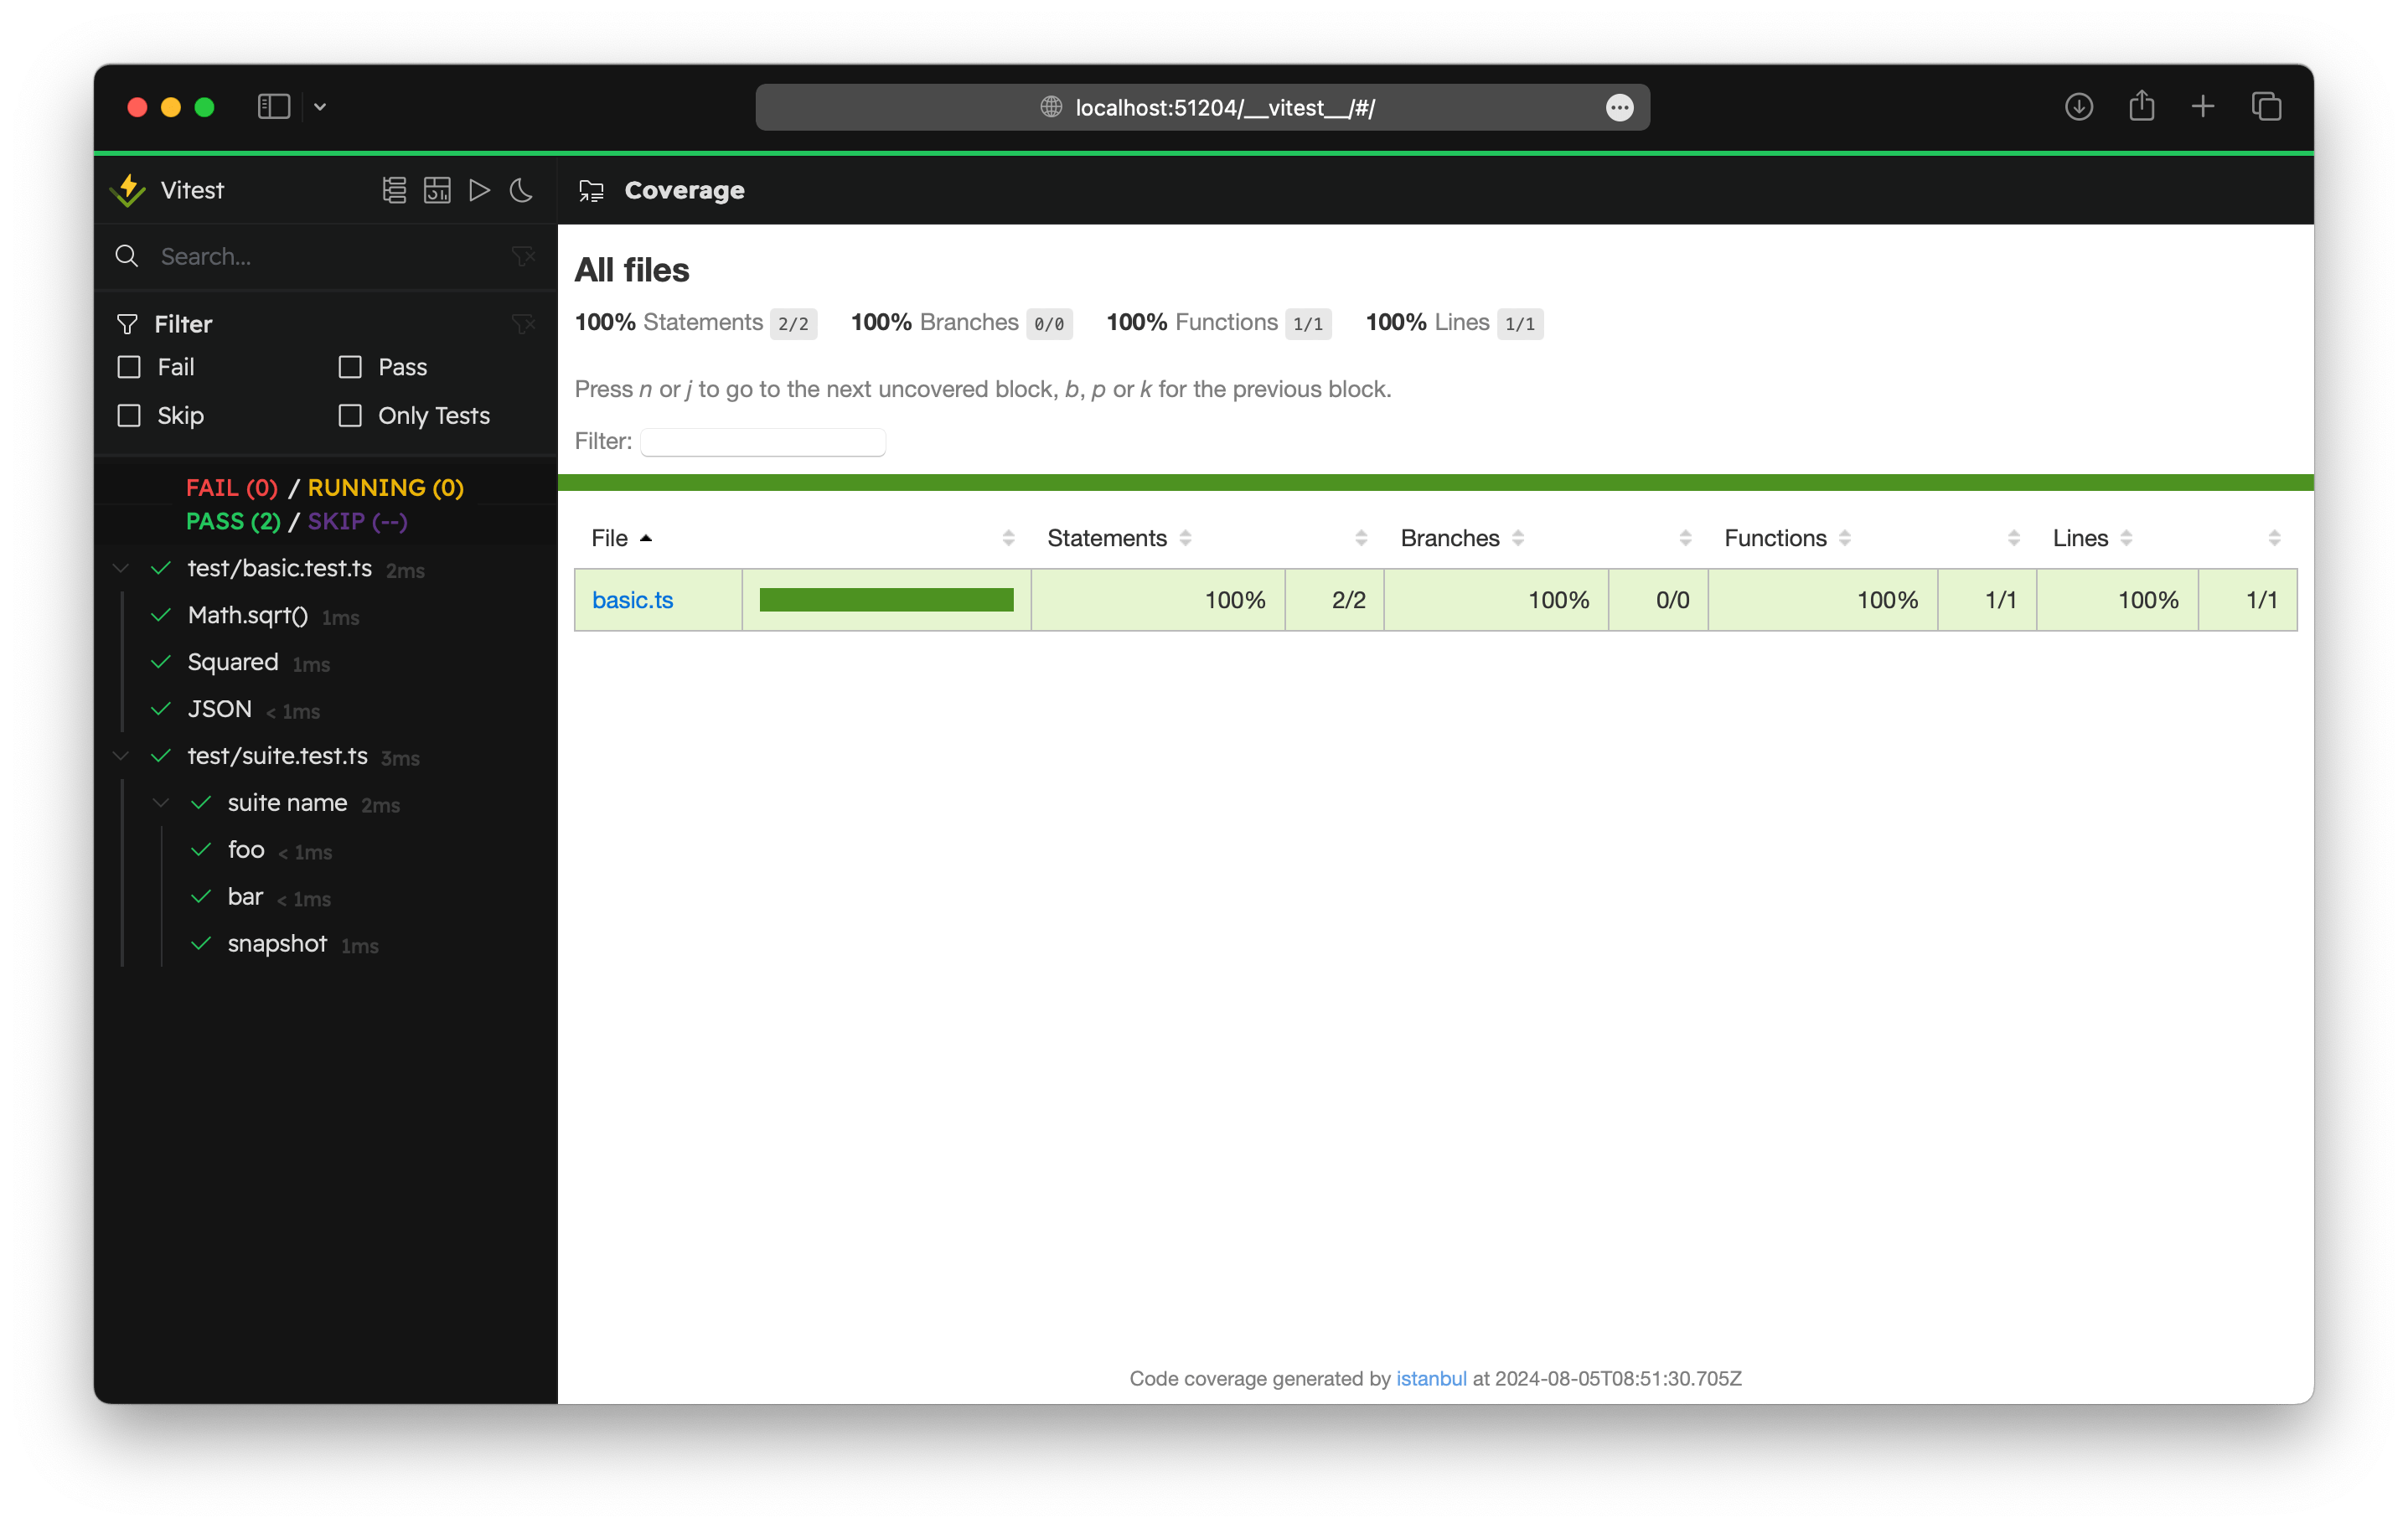 localhost:51204/__vitest__/#/
Vitest
Search...
Filter
Fail
Pass
Skip
Only Tests
FAIL (0) / RUNNING (0)
PASS (2) / SKIP (--)
test/basic.test.ts 2ms
Math.sqrt() 1ms
Squared 1ms
JSON < 1ms
test/suite.test.ts 3ms
suite name 2ms
foo < 1ms
bar < 1ms
snapshot 1ms
Coverage
All files
100% Statements 2/2 100% Branches 0/0 100% Functions 1/1 100% Lines 1/1
Press n or j to go to the next uncovered block, b, p or k for the previous block.
Filter:
File Statements Branches Functions Lines
basic.ts 100% 2/2 100% 0/0 100% 1/1 100% 1/1
Code coverage generated by istanbul at 2024-08-05T08:51:30.705Z